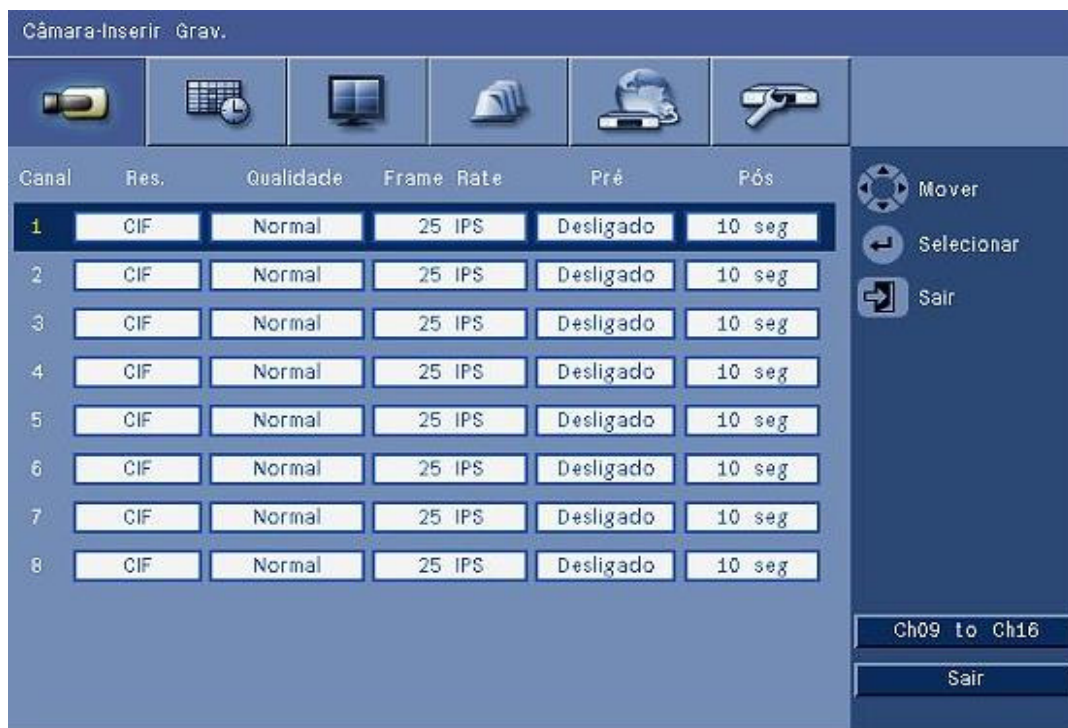 Câmara-Inserir Grav.
Canal Res. Qualidade Frame Rate Pré Pós
1 CIF Normal 25 IPS Desligado 10 seg
2 CIF Normal 25 IPS Desligado 10 seg
3 CIF Normal 25 IPS Desligado 10 seg
4 CIF Normal 25 IPS Desligado 10 seg
5 CIF Normal 25 IPS Desligado 10 seg
6 CIF Normal 25 IPS Desligado 10 seg
7 CIF Normal 25 IPS Desligado 10 seg
8 CIF Normal 25 IPS Desligado 10 seg
Mover
Selecionar
Sair
Ch09 to Ch16
Sair